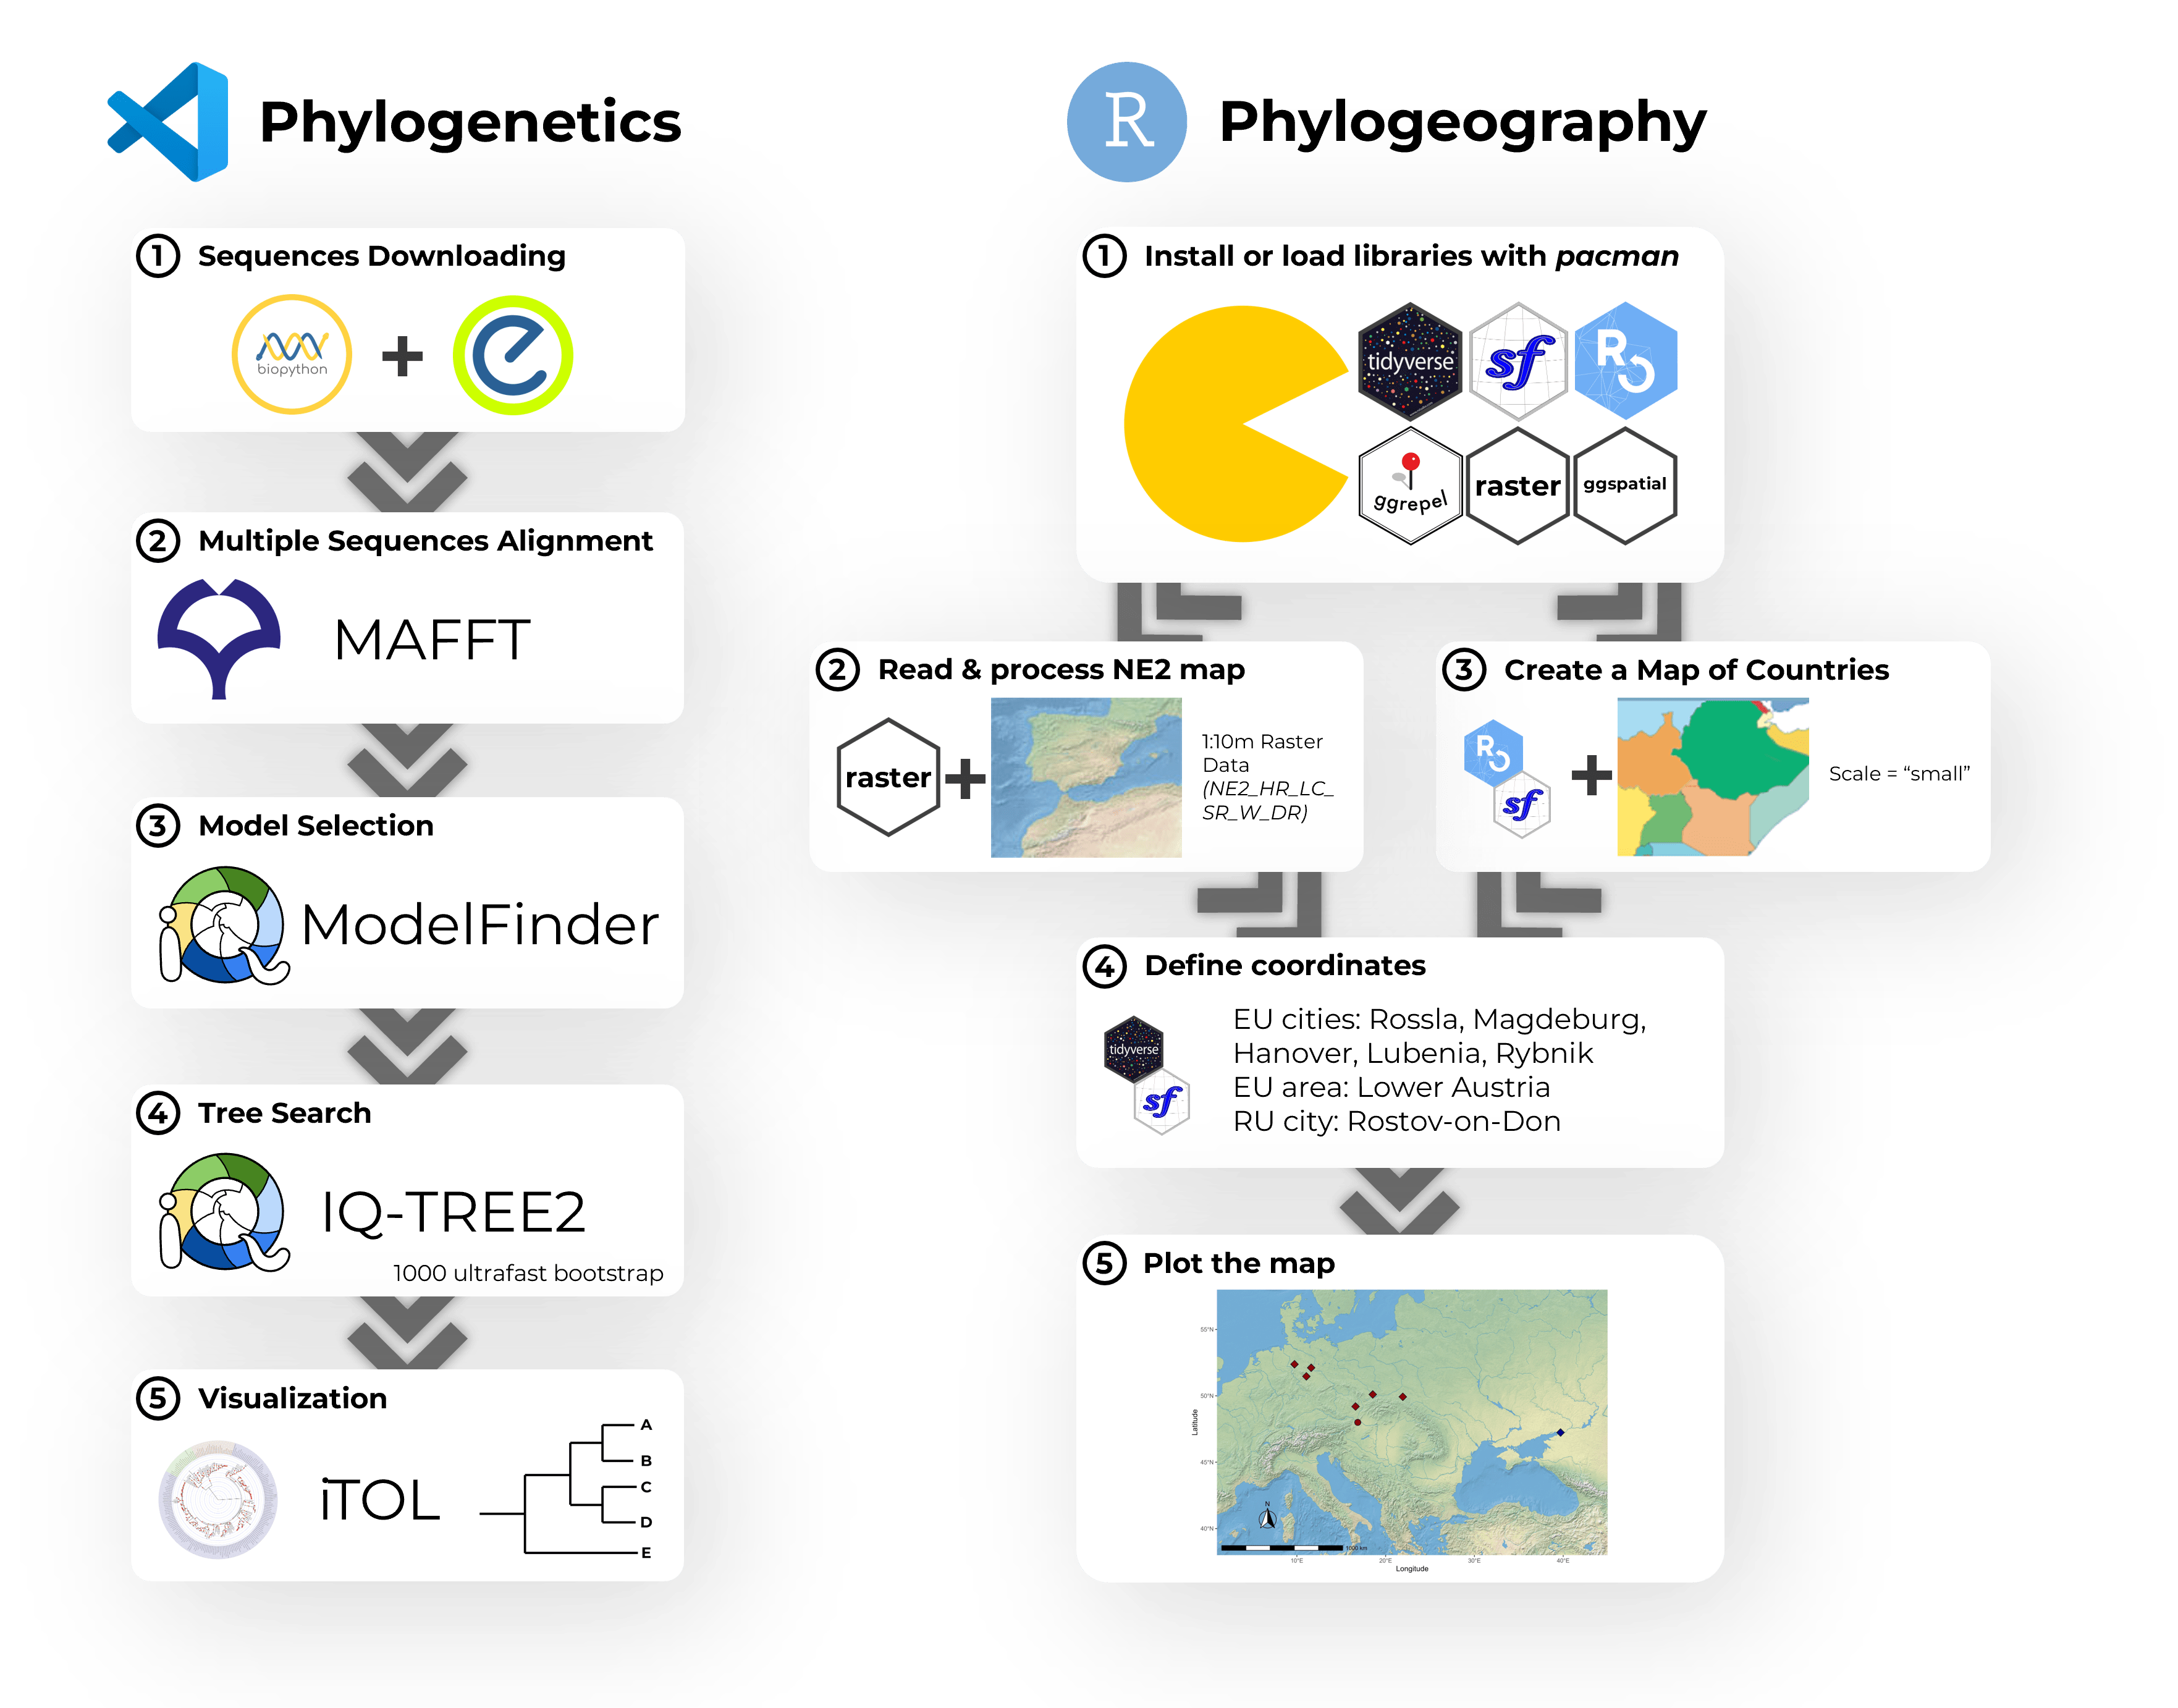 Phylogenetics
1 Sequences Downloading
biopython
+
2 Multiple Sequences Alignment
MAFFT
3 Model Selection
ModelFinder
4 Tree Search
IQ-TREE2
1000 ultrafast bootstrap
5 Visualization
iTOL
A
B
C
D
E
R Phylogeography
1 Install or load libraries with pacman
tidyverse
sf
R
ggrepel
raster
ggspatial
2 Read & process NE2 map
raster
+
1:10m Raster
Data
(NE2_HR_LC_
SR_W_DR)
3 Create a Map of Countries
R
sf
+
Scale = “small”
4 Define coordinates
tidyverse
sf
EU cities: Rossla, Magdeburg,
Hanover, Lubenia, Rybnik
EU area: Lower Austria
RU city: Rostov-on-Don
5 Plot the map
55°N
50°N
45°N
40°N
Latitude
N
1000 km
10°E
20°E
30°E
40°E
Longitude